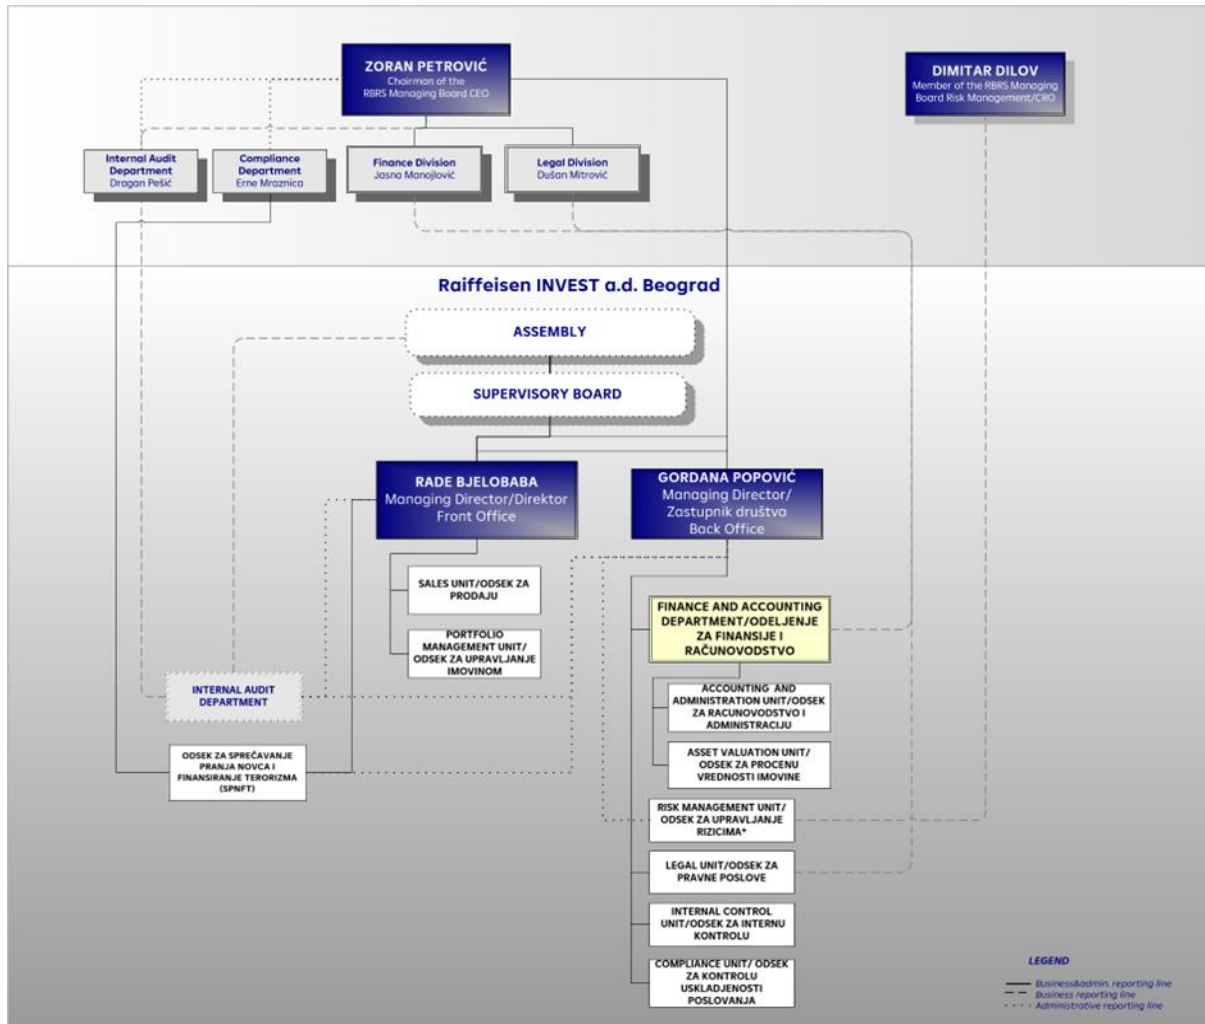 ZORAN PETROVIĆ
Chairman of the
RBRS Managing Board CEO
DIMITAR DILOV
Member of the RBRS Managing
Board Risk Management/CRO
Internal Audit
Department
Dragan Pešić
Compliance
Department
Erne Mraznica
Finance Division
Jasna Manojlović
Legal Division
Dušan Mitrović
Raiffeisen INVEST a.d. Beograd
ASSEMBLY
SUPERVISORY BOARD
RADE BJELOBABA
Managing Director/Direktor
Front Office
GORDANA POPOVIĆ
Managing Director/
Zastupnik društva
Back Office
SALES UNIT/ODSEK ZA
PRODAJU
PORTFOLIO
MANAGEMENT UNIT/
ODSEK ZA UPRAVLJANJE
IMOVINOM
FINANCE AND ACCOUNTING
DEPARTMENT/ODELJENJE
ZA FINANSIJE I
RAČUNOVODSTVO
INTERNAL AUDIT
DEPARTMENT
ACCOUNTING AND
ADMINISTRATION UNIT/ODSEK
ZA RACUNOVODSTVO I
ADMINISTRACIJU
ODSEK ZA SPREČAVANJE
PRANJA NOVCA I
FINANSIRANJE TERORIZMA
(SPNFT)
ASSET VALUATION UNIT/
ODSEK ZA PROCENU
VREDNOSTI IMOVINE
RISK MANAGEMENT UNIT/
ODSEK ZA UPRAVLJANJE
RIZICIMA*
LEGAL UNIT/ODSEK ZA
PRAVNE POSLOVE
INTERNAL CONTROL
UNIT/ODSEK ZA INTERNU
KONTROLU
COMPLIANCE UNIT/ ODSEK
ZA KONTROLU
USKLADJENOSTI
POSLOVANJA
LEGEND
Business&admin. reporting line
Business reporting line
Administrative reporting line